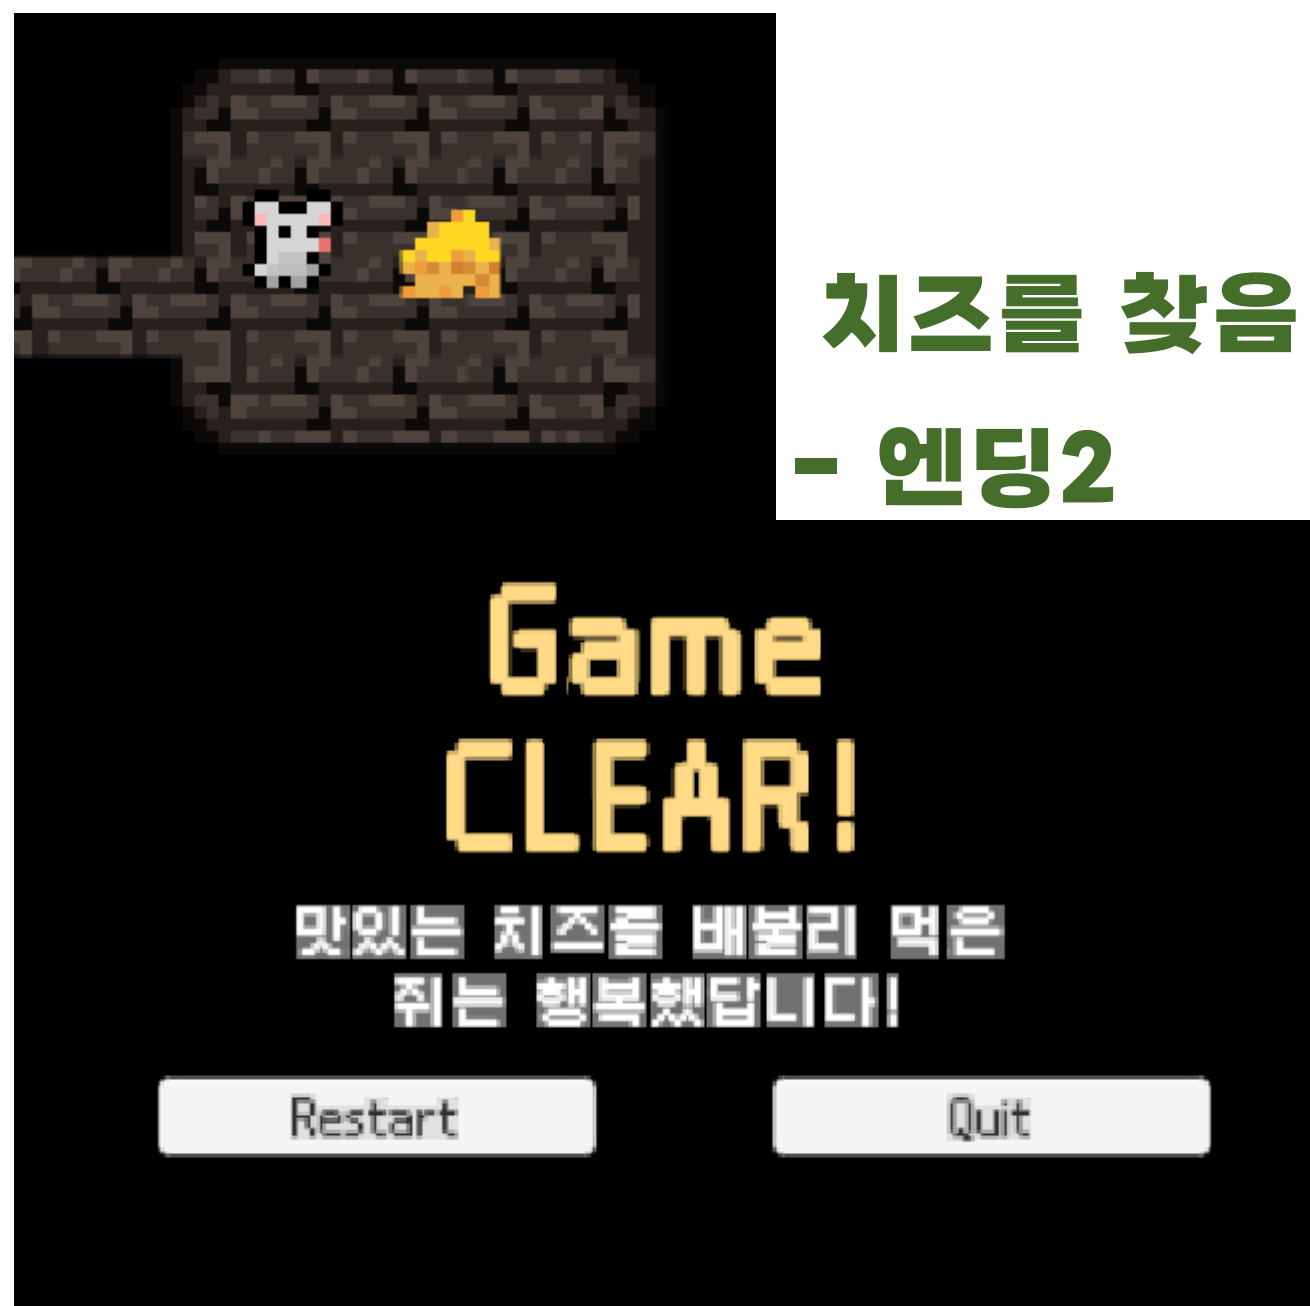 치즈를 찾음
- 엔딩2
Game
CLEAR!
맛있는 치즈를 배불리 먹은
쥐는 행복했답니다!
Restart
Quit